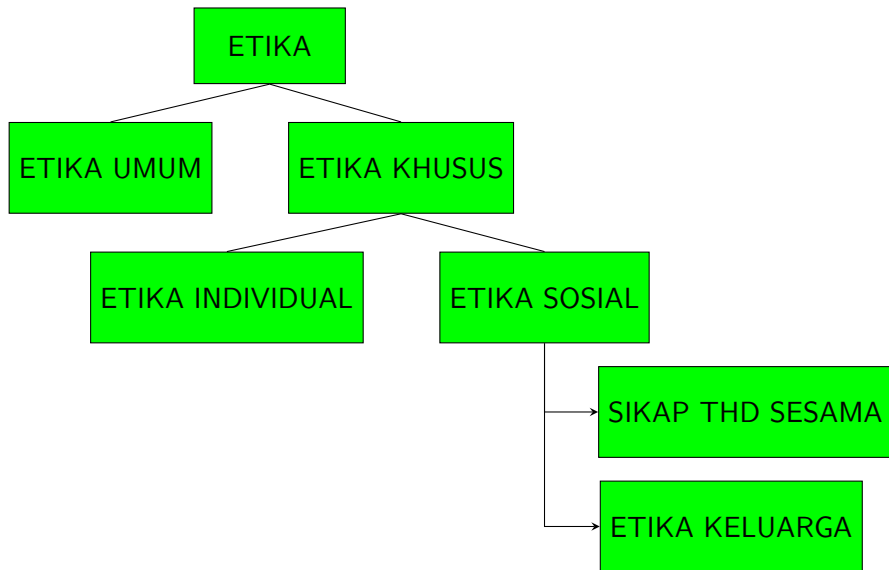 ETIKA
ETIKA UMUM
ETIKA KHUSUS
ETIKA INDIVIDUAL
ETIKA SOSIAL
SIKAP THD SESAMA
ETIKA KELUARGA